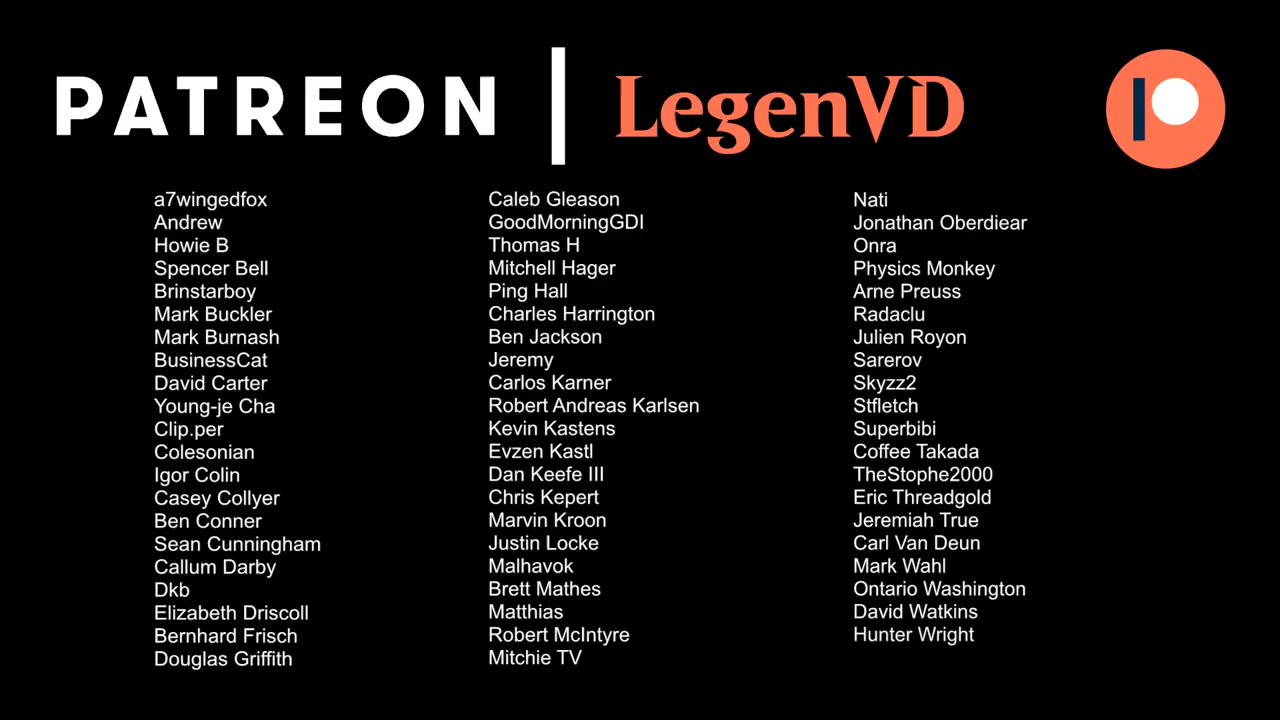 PATREON | LegenVD
a7wingedfox
Andrew
Howie B
Spencer Bell
Brinstarboy
Mark Buckler
Mark Burnash
BusinessCat
David Carter
Young-je Cha
Clip.per
Colesonian
Igor Colin
Casey Collyer
Ben Conner
Sean Cunningham
Callum Darby
Dkb
Elizabeth Driscoll
Bernhard Frisch
Douglas Griffith
Caleb Gleason
GoodMorningGDI
Thomas H
Mitchell Hager
Ping Hall
Charles Harrington
Ben Jackson
Jeremy
Carlos Karner
Robert Andreas Karlsen
Kevin Kastens
Evzen Kastl
Dan Keefe III
Chris Kepert
Marvin Kroon
Justin Locke
Malhavok
Brett Mathes
Matthias
Robert McIntyre
Mitchie TV
Nati
Jonathan Oberdiear
Onra
Physics Monkey
Arne Preuss
Radaclu
Julien Royon
Sarerov
Skyzz2
Stfletch
Superbibi
Coffee Takada
TheStophe2000
Eric Threadgold
Jeremiah True
Carl Van Deun
Mark Wahl
Ontario Washington
David Watkins
Hunter Wright